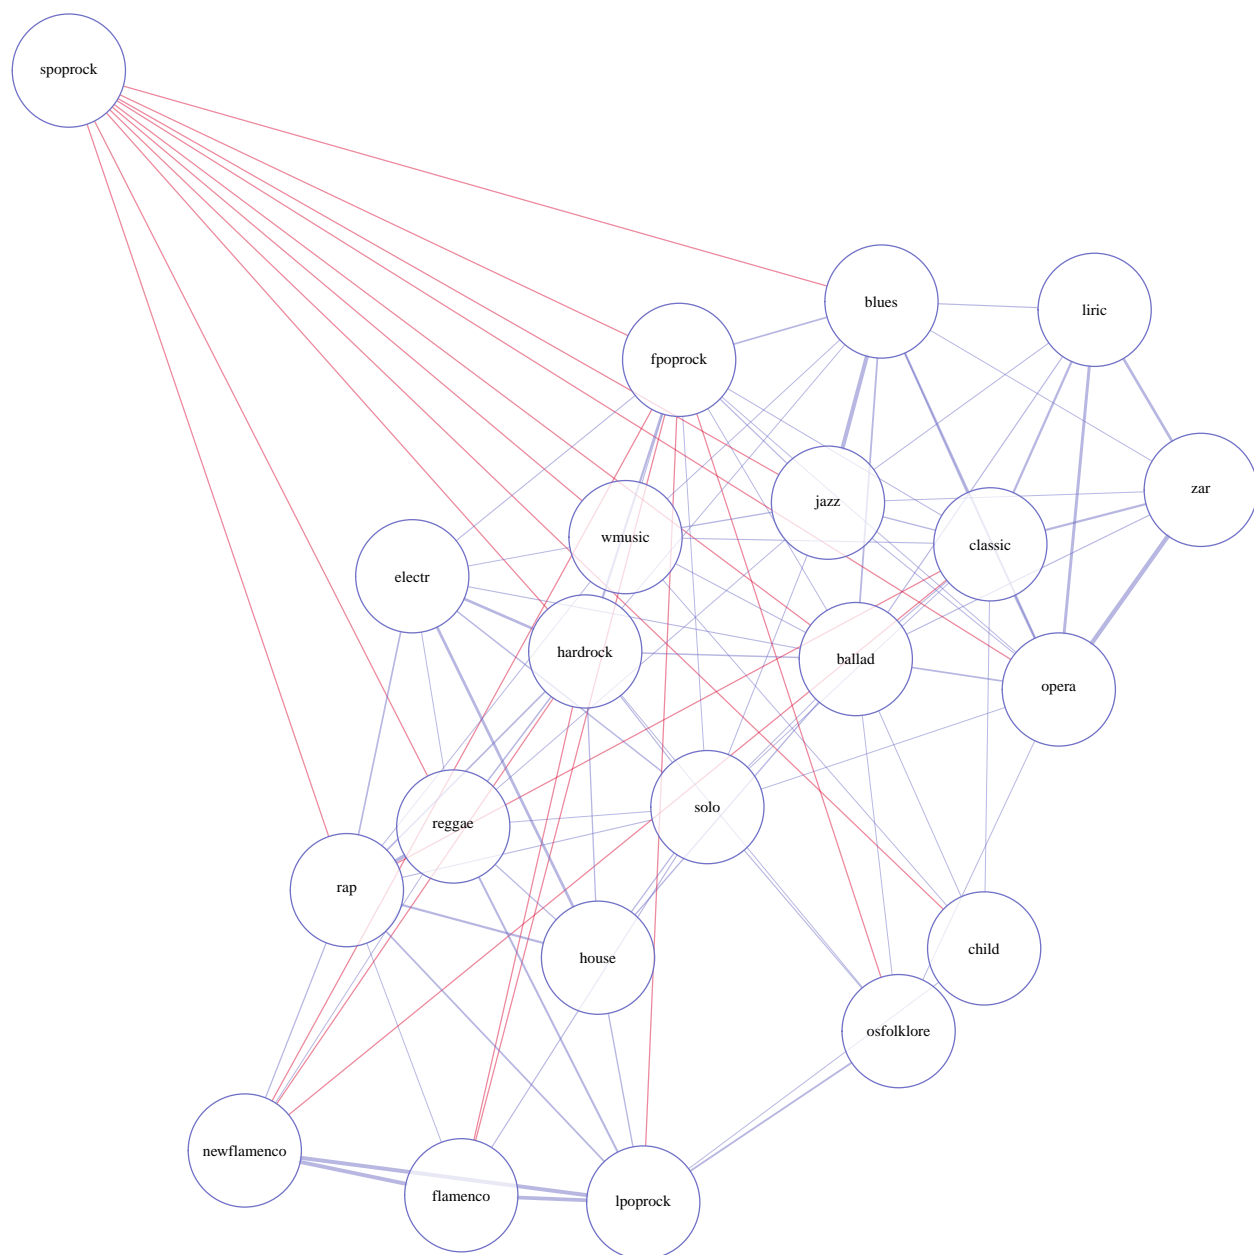 spoprock
blues
liric
fpoprock
zar
jazz
wmusic
classic
electr
hardrock
ballad
opera
solo
reggae
rap
child
house
osfolklore
newflamenco
flamenco
lpoprock